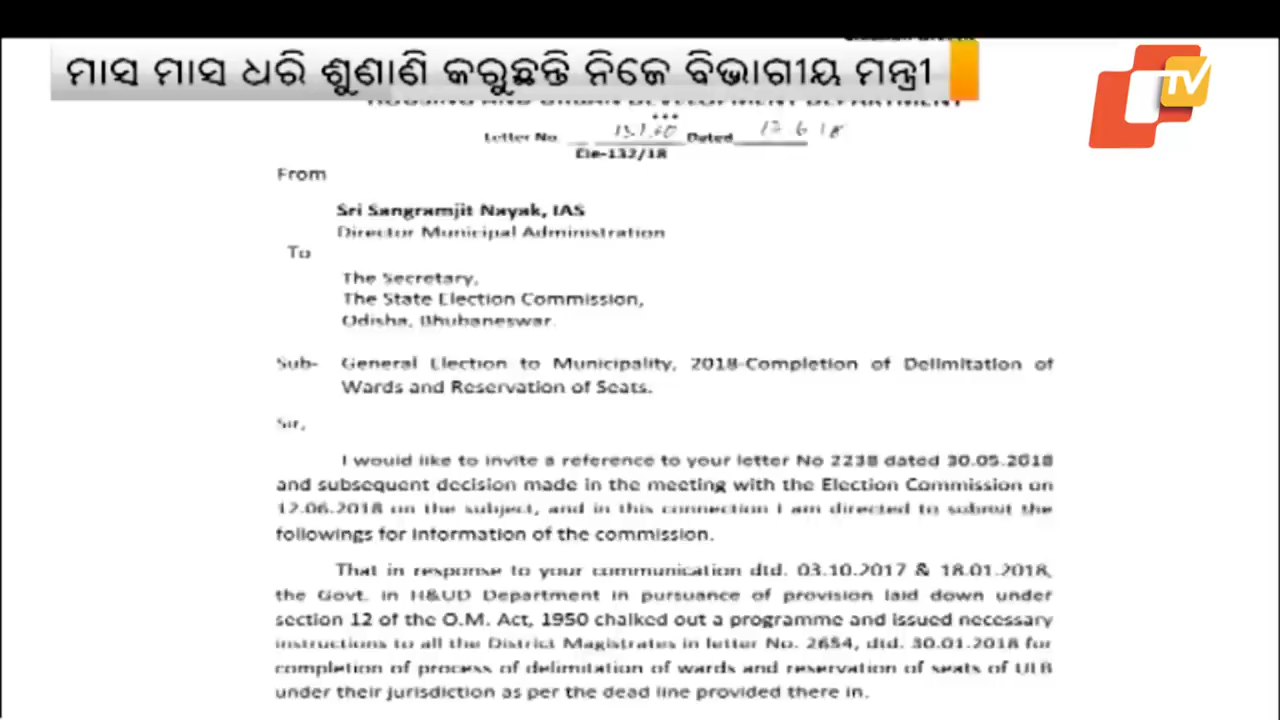 ମାସ ମାସ ଧରି ଶୁଣାଣି କରୁଛନ୍ତି ନିଜେ ବିଭାଗୀୟ ମନ୍ତ୍ରୀ
TV
HOUSING AND URBAN DEVELOPMENT DEPARTMENT
***
Letter No. Dated
Ele-132/18
From
Sri Sangramjit Nayak, IAS
Director Municipal Administration
To
The Secretary,
The State Election Commission,
Odisha, Bhubaneswar.
Sub- General Election to Municipality, 2018-Completion of Delimitation of
Wards and Reservation of Seats.
Sir,
I would like to invite a reference to your letter No 2238 dated 30.05.2018
and subsequent decision made in the meeting with the Election Commission on
12.06.2018 on the subject, and in this connection I am directed to submit the
followings for information of the commission.
That in response to your communication dtd. 03.10.2017 & 18.01.2018,
the Govt. in H&UD Department in pursuance of provision laid down under
section 12 of the O.M. Act, 1950 chalked out a programme and issued necessary
instructions to all the District Magistrates in letter No. 2654, dtd. 30.01.2018 for
completion of process of delimitation of wards and reservation of seats of ULB
under their jurisdiction as per the dead line provided there in.